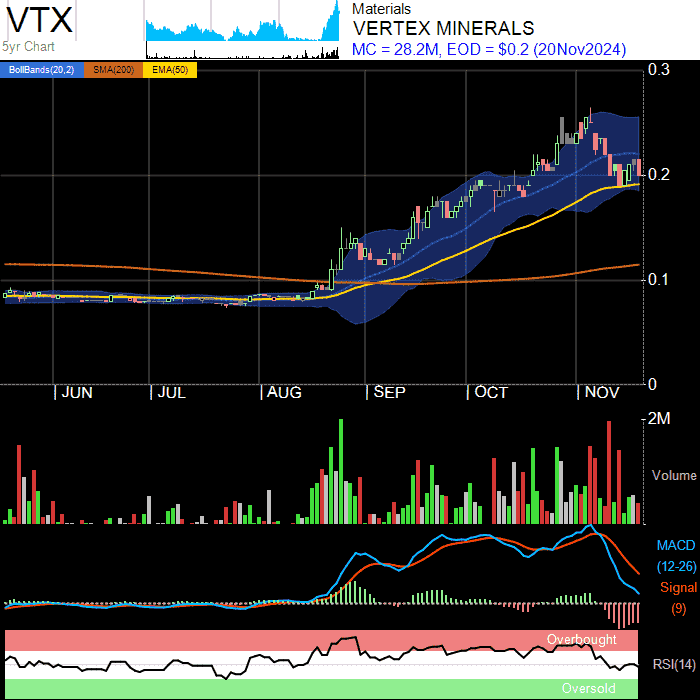 VTX
5yr Chart
Materials
VERTEX MINERALS
MC = 28.2M, EOD = $0.2 (20Nov2024)
BollBands(20,2) SMA(200) EMA(50)
0.3
0.2
0.1
0
JUN JUL AUG SEP OCT NOV
2M
Volume
MACD
(12-26)
Signal
(9)
Overbought
RSI(14)
Oversold